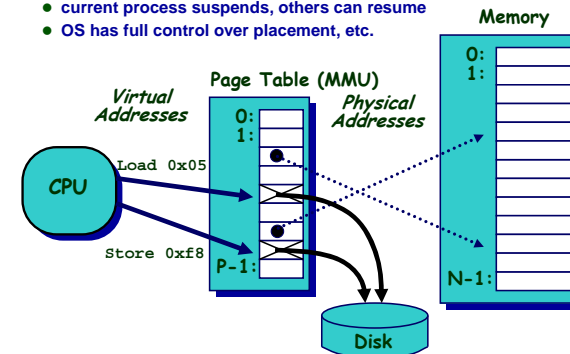 current process suspends, others can resume
OS has full control over placement, etc.
Memory
0:
1:
Page Table (MMU)
Virtual
Addresses
Physical
Addresses
0:
1:
Load 0x05
CPU
Store 0xf8
P-1:
N-1:
Disk